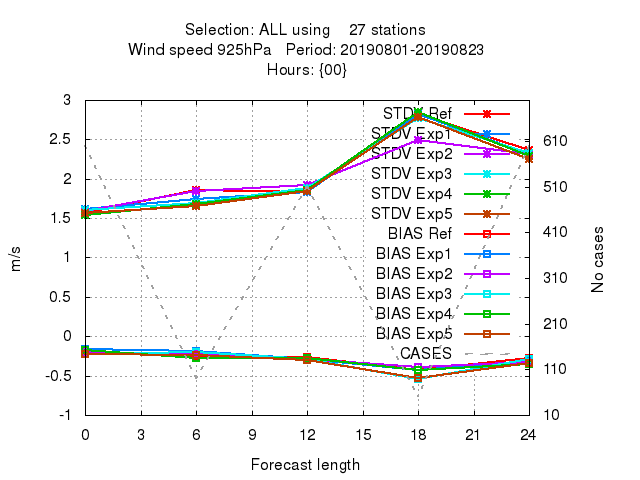 Selection: ALL using 27 stations
Wind speed 925hPa Period: 20190801-20190823
Hours: {00}
3
2.5
2
1.5
1
0.5
0
-0.5
-1
m/s
STDV Ref
STDV Exp1
STDV Exp2
STDV Exp3
STDV Exp4
STDV Exp5
BIAS Ref
BIAS Exp1
BIAS Exp2
BIAS Exp3
BIAS Exp4
BIAS Exp5
CASES
610
510
410
310
210
110
10
No cases
0 3 6 9 12 15 18 21 24
Forecast length